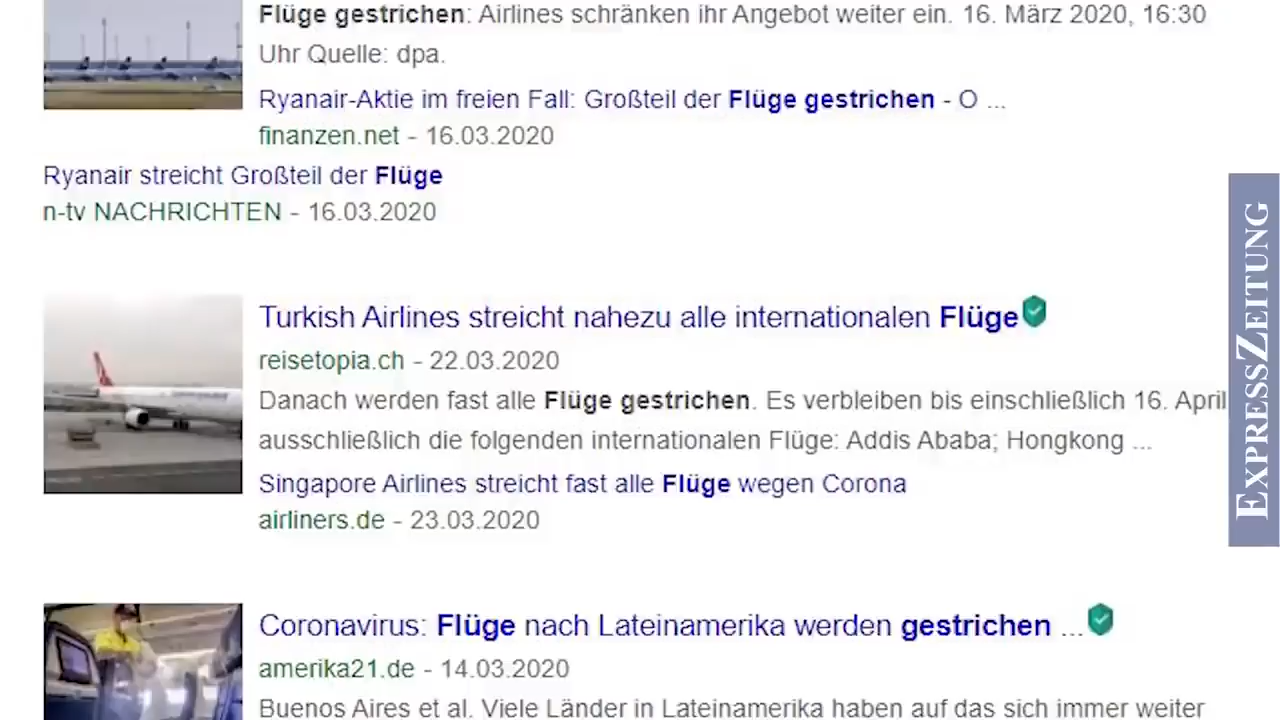 Flüge gestrichen: Airlines schränken ihr Angebot weiter ein. 16. März 2020, 16:30
Uhr Quelle: dpa.
Ryanair-Aktie im freien Fall: Großteil der Flüge gestrichen - O ...
finanzen.net - 16.03.2020
Ryanair streicht Großteil der Flüge
n-tv NACHRICHTEN - 16.03.2020
Turkish Airlines streicht nahezu alle internationalen Flüge
reisetopia.ch - 22.03.2020
Danach werden fast alle Flüge gestrichen. Es verbleiben bis einschließlich 16. April
ausschließlich die folgenden internationalen Flüge: Addis Ababa; Hongkong ...
Singapore Airlines streicht fast alle Flüge wegen Corona
airliners.de - 23.03.2020
Coronavirus: Flüge nach Lateinamerika werden gestrichen ...
amerika21.de - 14.03.2020
Buenos Aires et al. Viele Länder in Lateinamerika haben auf das sich immer weiter
EXPRESSZEITUNG